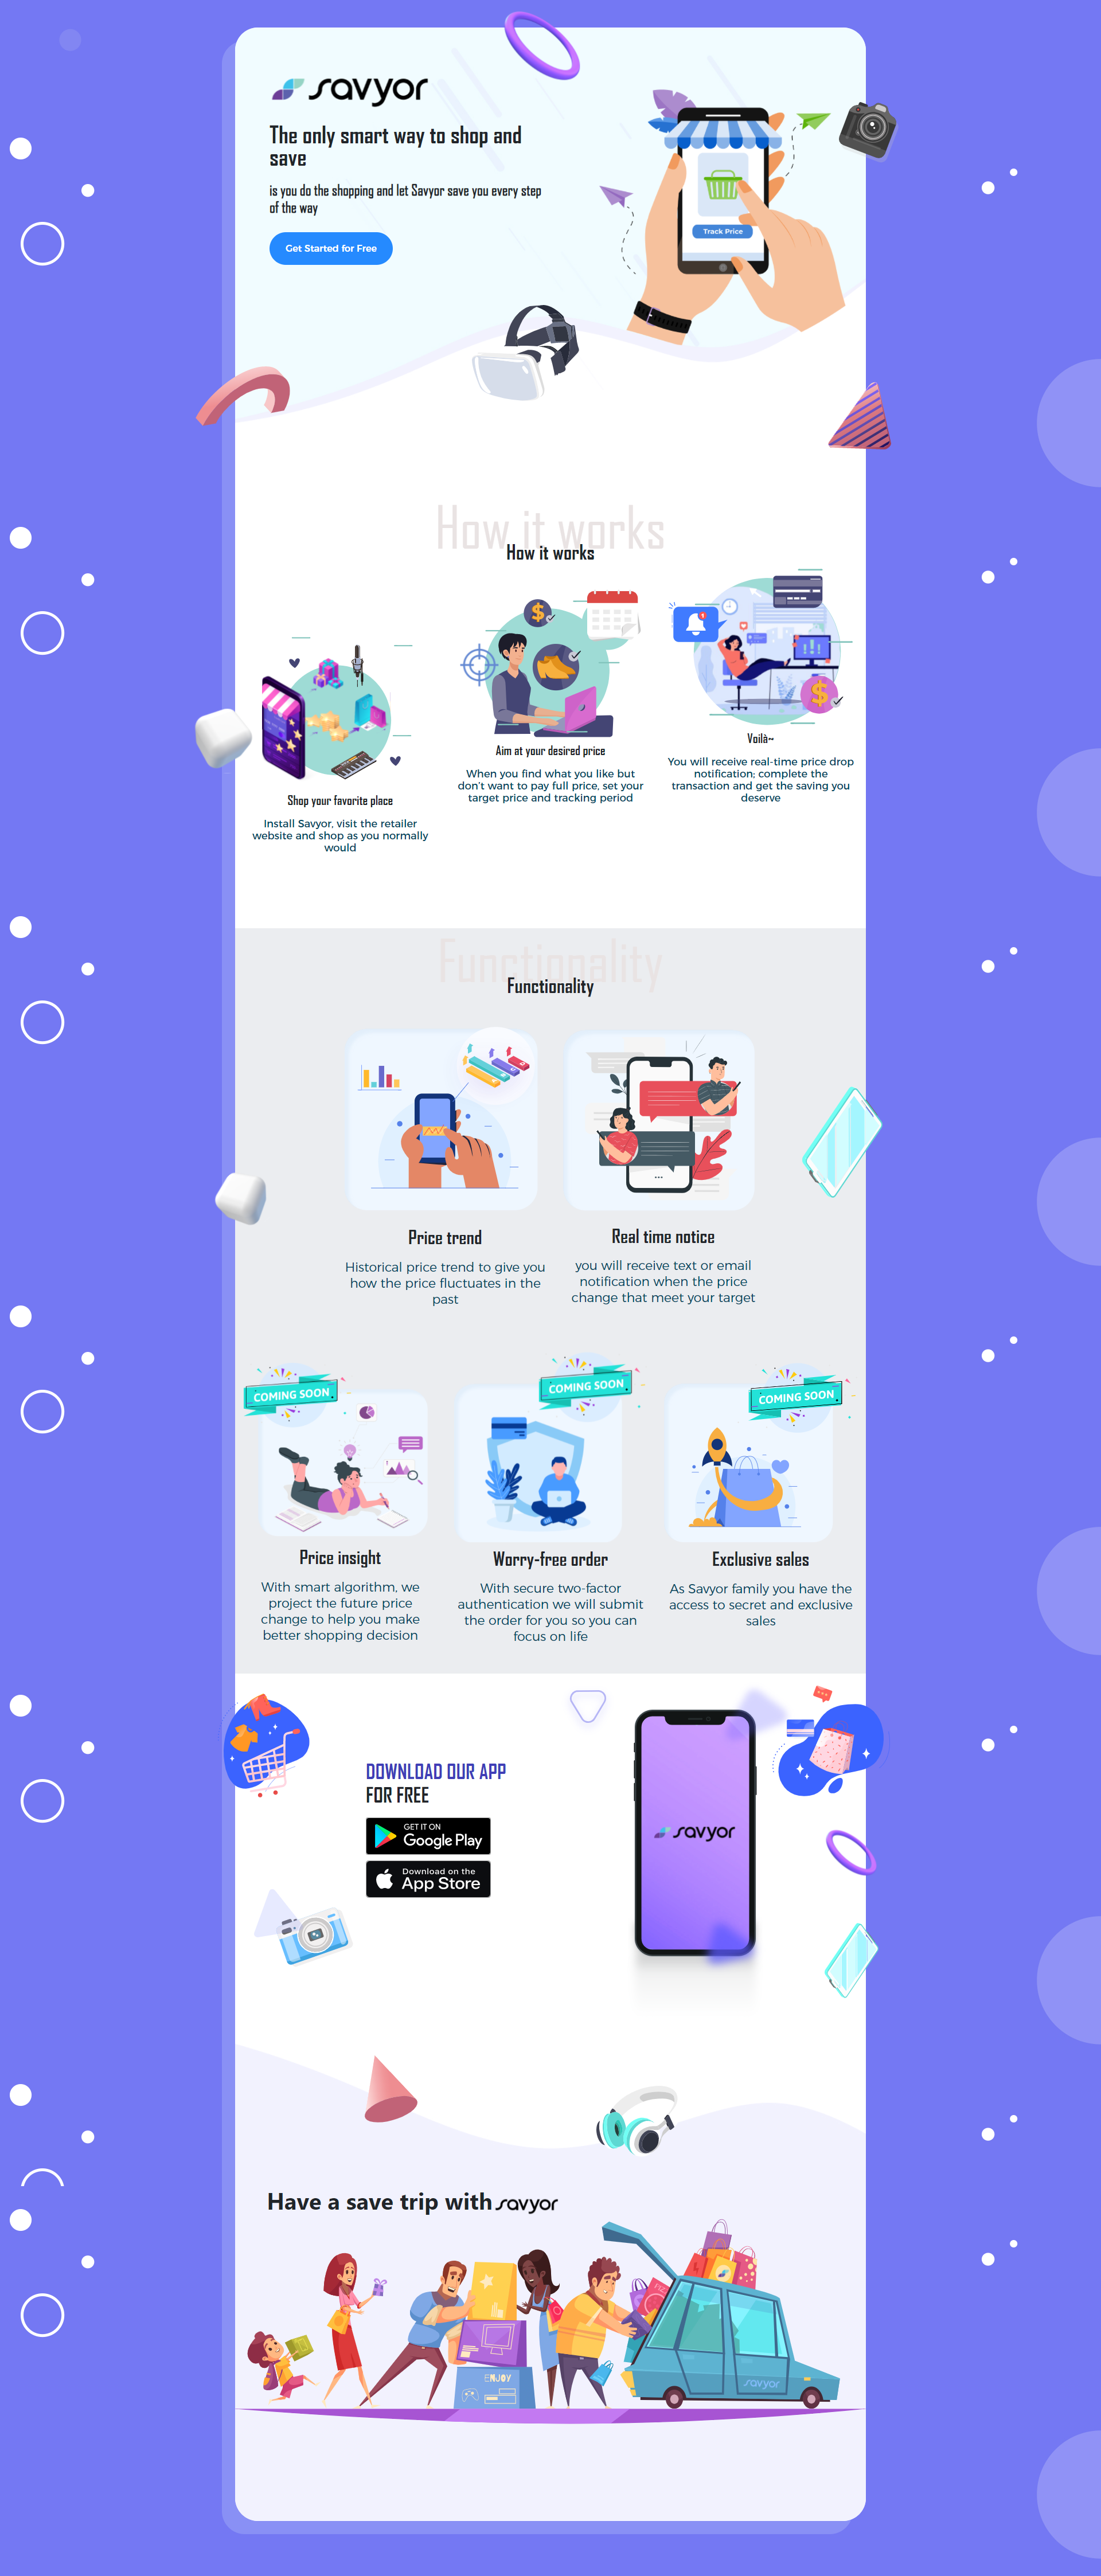 savyor
The only smart way to shop and
save
is you do the shopping and let Savyor save you every step
of the way
Get Started for Free
Track Price
How it works
How it works
Shop your favorite place
Install Savyor, visit the retailer
website and shop as you normally
would
Aim at your desired price
When you find what you like but
don't want to pay full price, set your
target price and tracking period
Voilà~
You will receive real-time price drop
notification; complete the
transaction and get the saving you
deserve
Functionality
Functionality
Price trend
Historical price trend to give you
how the price fluctuates in the
past
Real time notice
you will receive text or email
notification when the price
change that meet your target
COMING SOON
Price insight
With smart algorithm, we
project the future price
change to help you make
better shopping decision
COMING SOON
Worry-free order
With secure two-factor
authentication we will submit
the order for you so you can
focus on life
COMING SOON
Exclusive sales
As Savyor family you have the
access to secret and exclusive
sales
DOWNLOAD OUR APP
FOR FREE
GET IT ON
Google Play
Download on the
App Store
savyor
Have a save trip with savyor
ENJOY
savyor